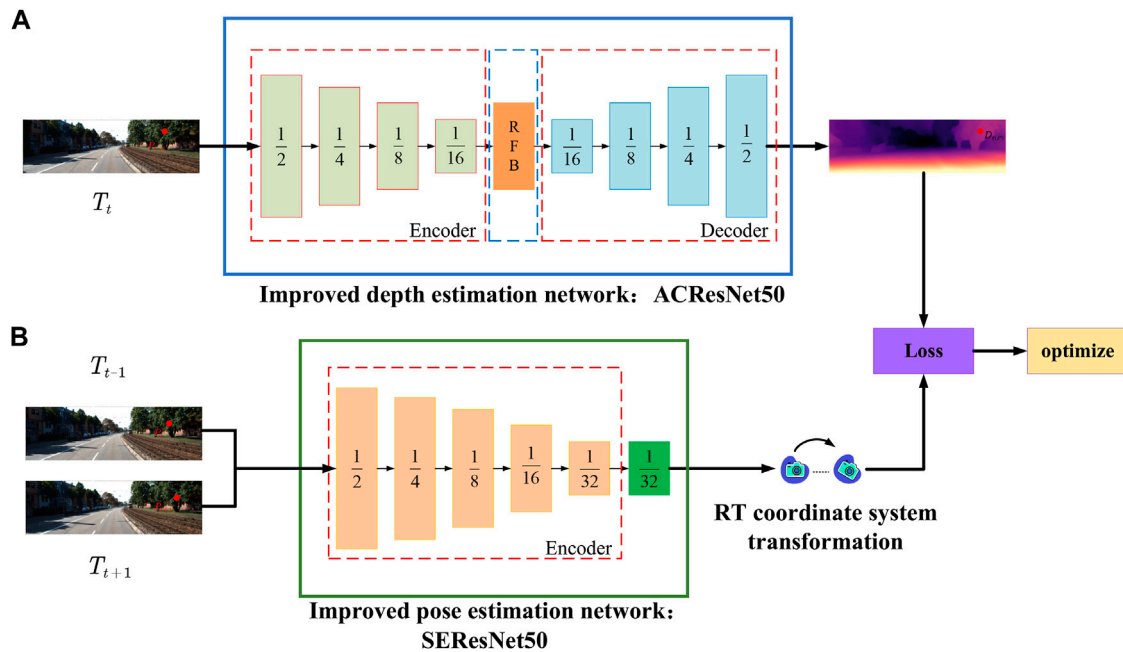 A
1/2
1/4
1/8
1/16
R
F
B
1/16
1/8
1/4
1/2
T_t
Encoder
Decoder
Improved depth estimation network：ACResNet50
B
T_{t-1}
Loss
optimize
1/2
1/4
1/8
1/16
1/32
1/32
Encoder
T_{t+1}
RT coordinate system
transformation
Improved pose estimation network：
SEResNet50